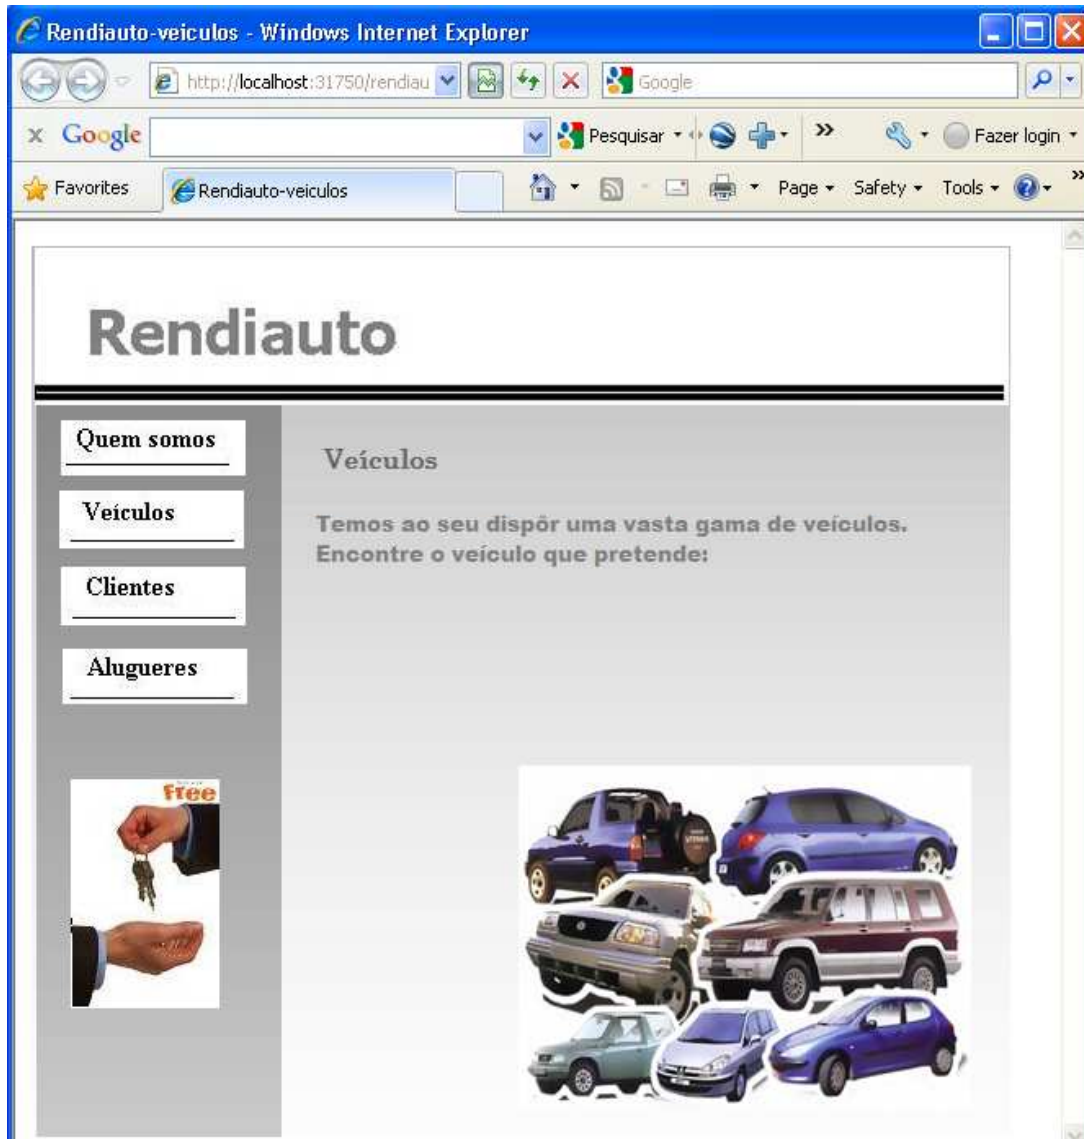 Rendiauto-veiculos - Windows Internet Explorer
http://localhost:31750/rendiau
Google
Google
Pesquisar
»
Fazer login
Favorites
Rendiauto-veiculos
Page
Safety
Tools
»
Rendiauto
Quem somos
Veículos
Clientes
Alugueres
Veículos
Temos ao seu dispôr uma vasta gama de veículos.
Encontre o veículo que pretende:
Free